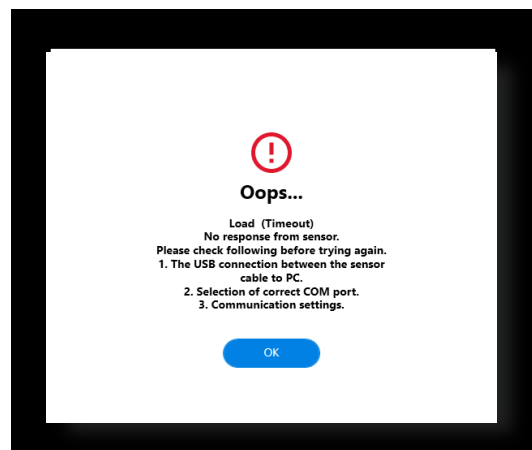 Oops...
Load  (Timeout)
No response from sensor.
Please check following before trying again.
1. The USB connection between the sensor
cable to PC.
2. Selection of correct COM port.
3. Communication settings.
OK